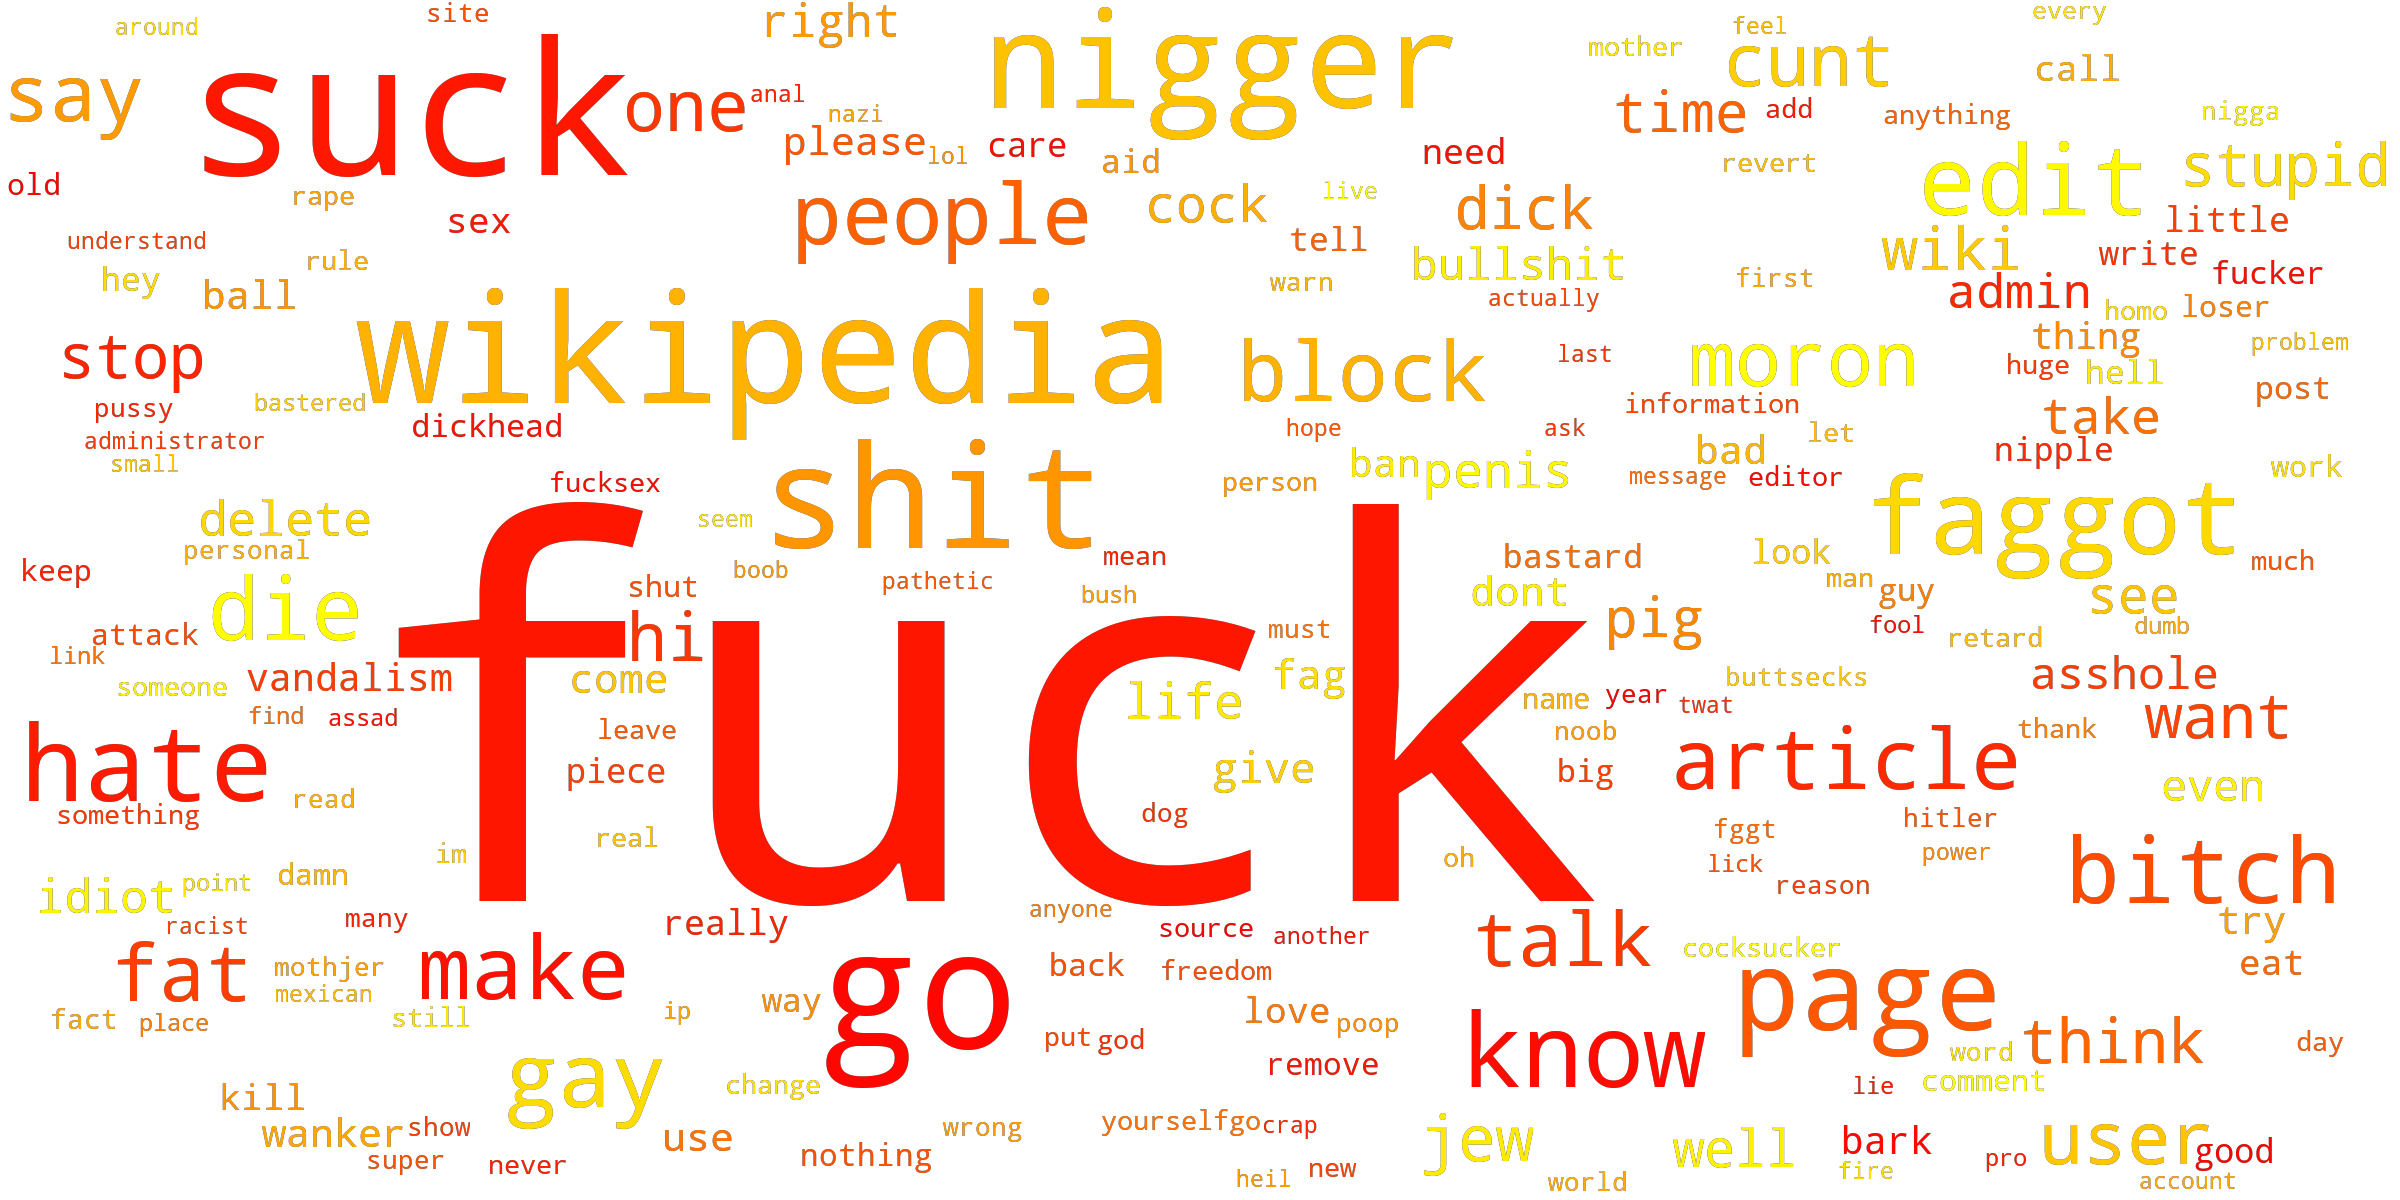 around
site
right
nigger
feel
every
say
suck
one
anal
nazi
mother
cunt
call
please
lol
care
aid
need
time
add
anything
nigga
old
rape
sex
people
cock
live
dick
revert
edit
stupid
understand
hey
rule
ball
tell
warn
bullshit
actually
first
wiki
little
write
fucker
admin
homo
loser
stop
wikipedia
block
last
moron
thing
huge
hell
problem
post
pussy
bastered
dickhead
administrator
small
hope
ask
information
let
take
shit
person
ban
penis
bad
message
editor
nipple
work
fucksex
delete
personal
seem
faggot
keep
die
fuck
shut
boob
pathetic
mean
bush
bastard
dont
look
man
guy
see
much
attack
link
hi
must
pig
fool
retard
dumb
someone
vandalism
come
life
fag
name
year
twat
buttsecks
asshole
find
assad
leave
noob
thank
want
hate
something
read
piece
give
big
article
even
im
real
dog
oh
fggt
lick
hitler
power
reason
bitch
idiot
point
damn
racist
many
really
anyone
source
another
talk
cocksucker
try
fat
mothjer
mexican
make
go
back
freedom
page
eat
fact
place
still
ip
way
put
god
love
poop
know
think
day
gay
change
remove
word
comment
lie
kill
wanker
show
super
never
use
nothing
wrong
yourselfgo
crap
heil
new
jew
world
well
bark
fire
pro
user
good
account